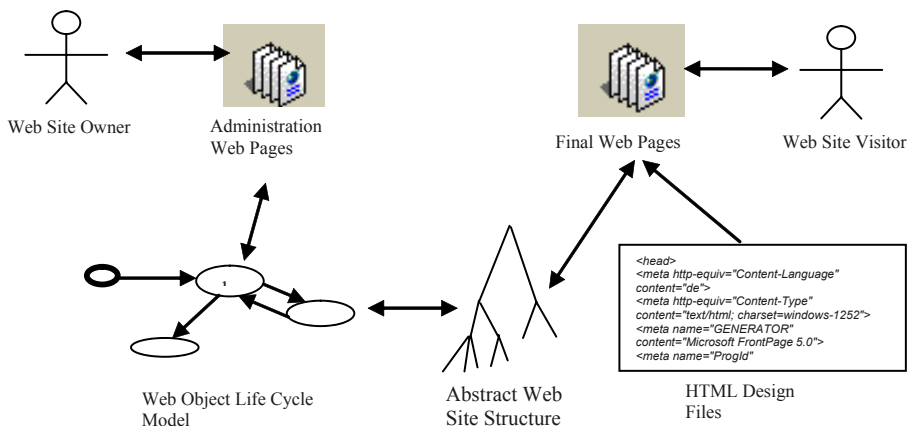 Web Site Owner
Administration
Web Pages
Final Web Pages
Web Site Visitor
1
<head>
<meta http-equiv="Content-Language"
content="de">
<meta http-equiv="Content-Type"
content="text/html; charset=windows-1252">
<meta name="GENERATOR"
content="Microsoft FrontPage 5.0">
<meta name="ProgId"
Web Object Life Cycle
Model
Abstract Web
Site Structure
HTML Design
Files